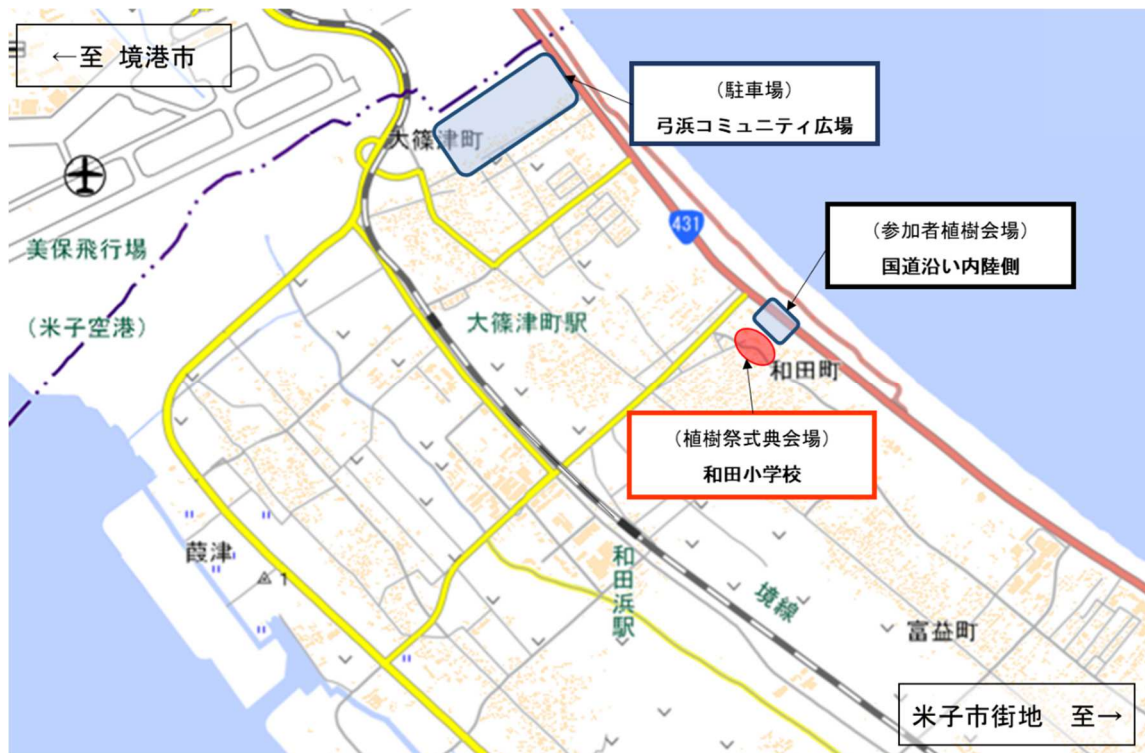 ←至 境港市
(駐車場)
弓浜コミュニティ広場
大篠津町
431
(参加者植樹会場)
国道沿い内陸側
美保飛行場
(米子空港)
大篠津町駅
和田町
(植樹祭式典会場)
和田小学校
葭津
1
和田浜駅
境線
富益町
米子市街地 至→